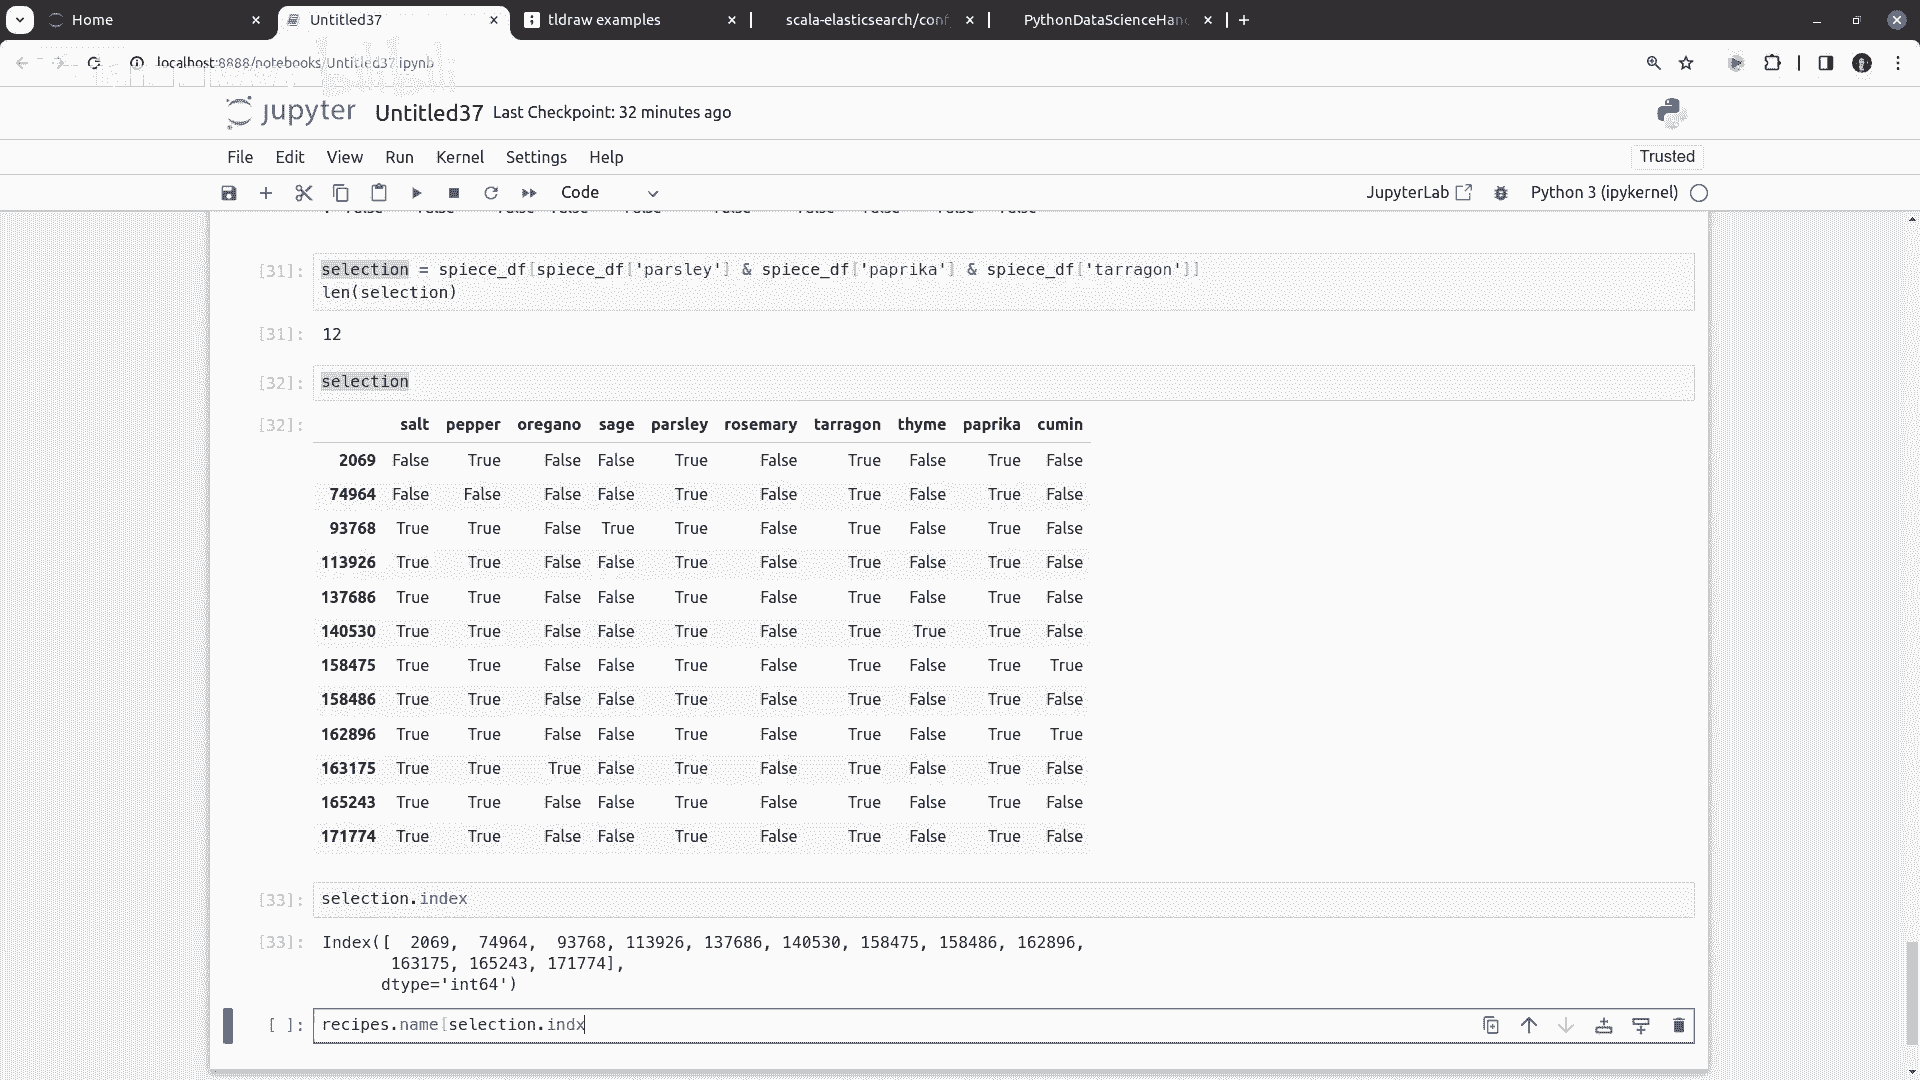 Home
Untitled37
tldraw examples
scala-elasticsearch/conf
PythonDataScienceHan
localhost:8888/notebooks/Untitled37.ipynb
jupyter Untitled37 Last Checkpoint: 32 minutes ago
File Edit View Run Kernel Settings Help
Trusted
Code
JupyterLab
Python 3 (ipykernel)
[31]: selection = spiece_df[spiece_df['parsley'] & spiece_df['paprika'] & spiece_df['tarragon']]
len(selection)
[31]: 12
[32]: selection
[32]: salt pepper oregano sage parsley rosemary tarragon thyme paprika cumin
2069 False True False False True False True False True False
74964 False False False False True False True False True False
93768 True True False True True False True False True False
113926 True True False False True False True False True False
137686 True True False False True False True False True False
140530 True True False False True False True True True False
158475 True True False False True False True False True True
158486 True True False False True False True False True False
162896 True True False False True False True False True True
163175 True True True False True False True False True False
165243 True True False False True False True False True False
171774 True True False False True False True False True False
[33]: selection.index
[33]: Index([  2069,  74964,  93768, 113926, 137686, 140530, 158475, 158486, 162896,
163175, 165243, 171774],
dtype='int64')
[ ]: recipes.name[selection.indx